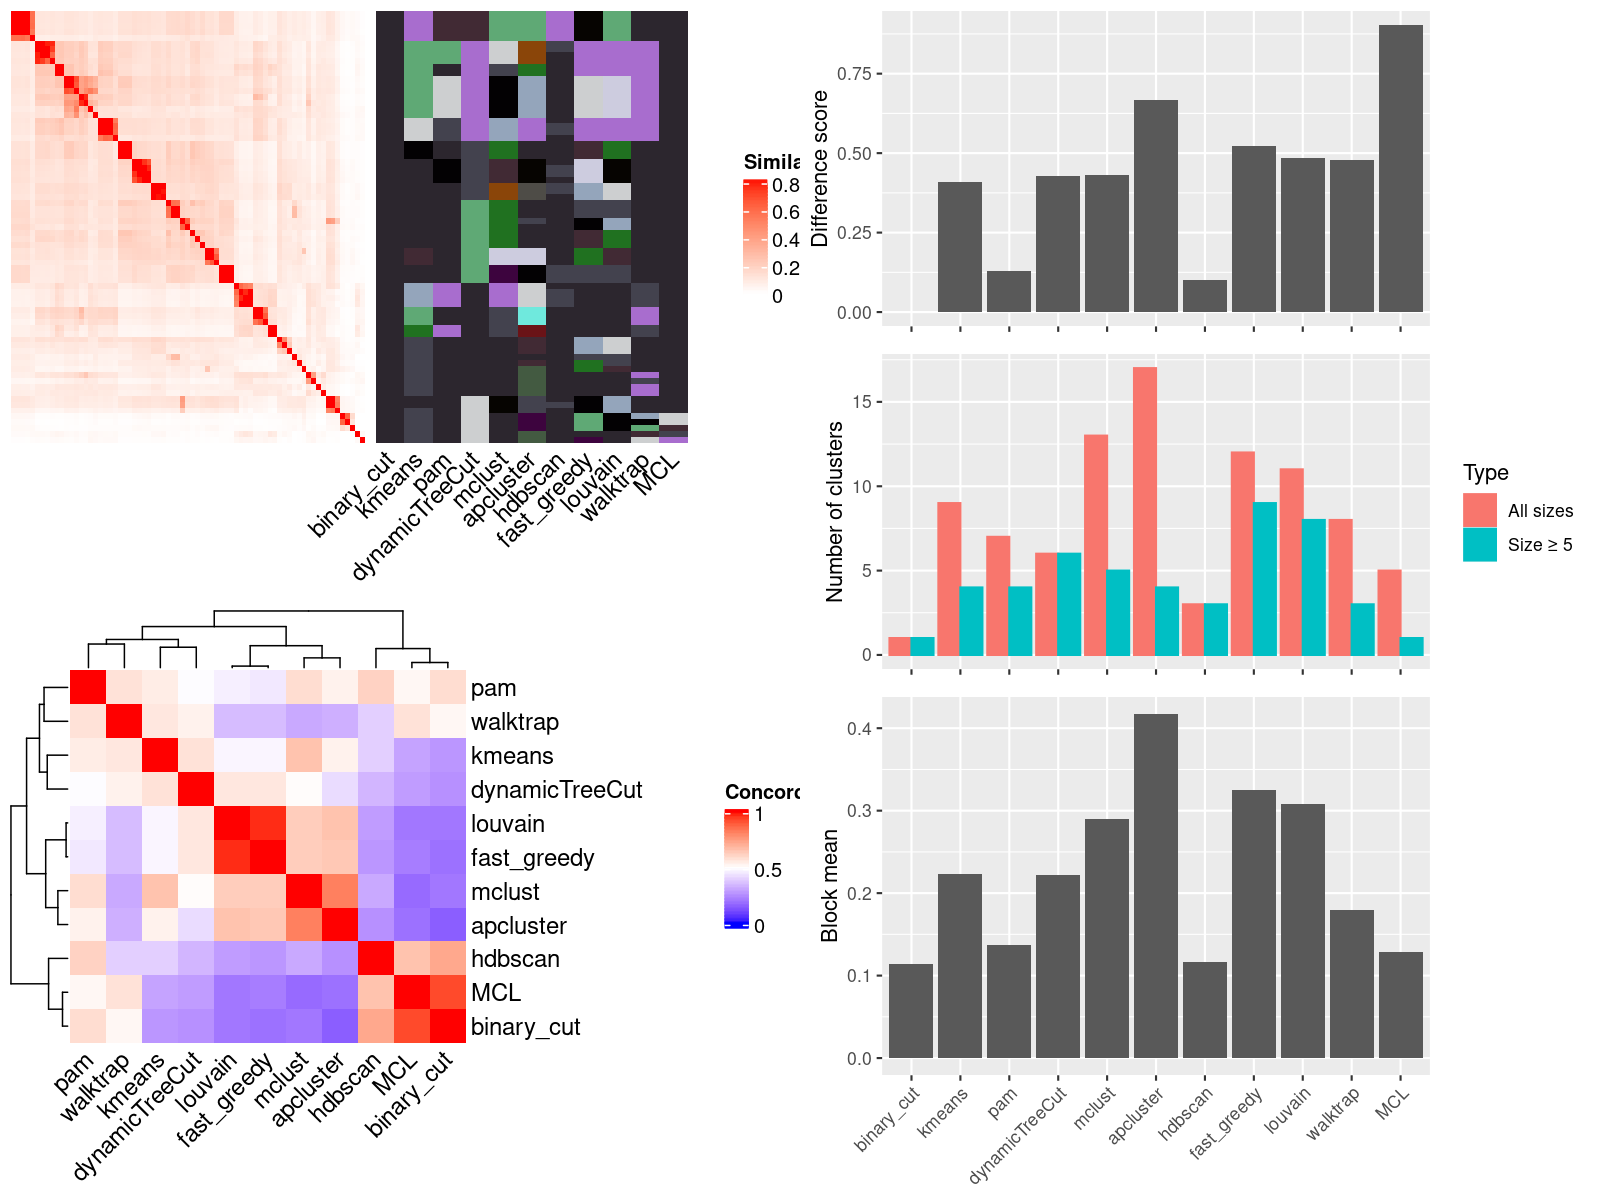 Simila
0.8
0.6
0.4
0.2
0
binary_cut
kmeans
pam
dynamicTreeCut
mclust
apcluster
hdbscan
fast_greedy
louvain
walktrap
MCL
Difference score
0.75
0.50
0.25
0.00
Number of clusters
15
10
5
0
Type
All sizes
Size ≥ 5
pam
walktrap
kmeans
dynamicTreeCut
louvain
fast_greedy
mclust
apcluster
hdbscan
MCL
binary_cut
pam
walktrap
kmeans
dynamicTreeCut
louvain
fast_greedy
mclust
apcluster
hdbscan
MCL
binary_cut
Concord
1
0.5
0
Block mean
0.4
0.3
0.2
0.1
0.0
binary_cut
kmeans
pam
dynamicTreeCut
mclust
apcluster
hdbscan
fast_greedy
louvain
walktrap
MCL